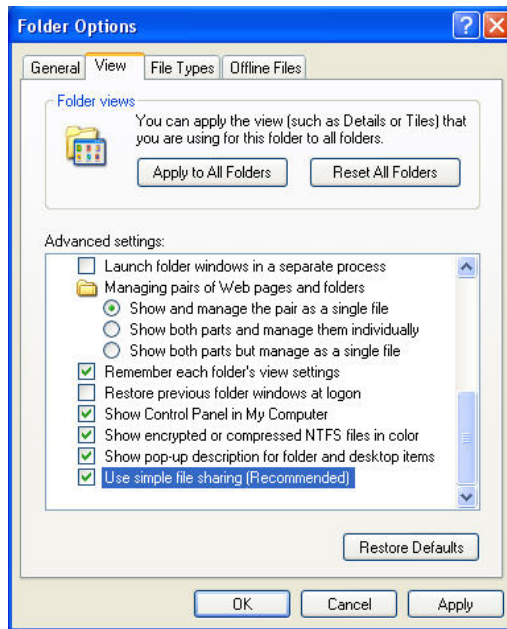 Folder Options
General
View
File Types
Offline Files
Folder views
You can apply the view (such as Details or Tiles) that
you are using for this folder to all folders.
Apply to All Folders
Reset All Folders
Advanced settings:
Launch folder windows in a separate process
Managing pairs of Web pages and folders
Show and manage the pair as a single file
Show both parts and manage them individually
Show both parts but manage as a single file
Remember each folder's view settings
Restore previous folder windows at logon
Show Control Panel in My Computer
Show encrypted or compressed NTFS files in color
Show pop-up description for folder and desktop items
Use simple file sharing (Recommended)
Restore Defaults
OK
Cancel
Apply